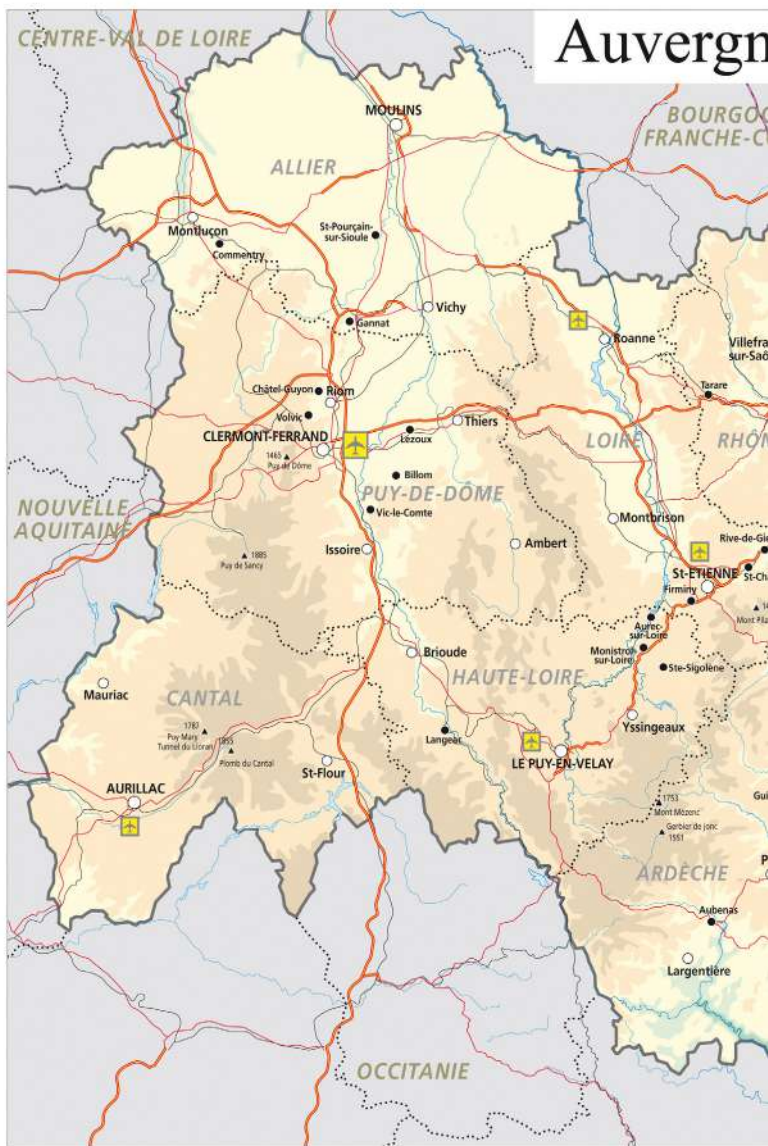 Auvergn
CENTRE-VAL DE LOIRE
BOURGOG
FRANCHE-CO
MOULINS
ALLIER
Montluçon
Commentry
St-Pourçain-
sur-Sioule
Vichy
Gannat
Roanne
Villefra
sur-Saô
Tarare
Châtel-Guyon
Riom
Volvic
CLERMONT-FERRAND
Lezoux
Thiers
LOIRE
RHÔN
1465
Puy de Dôme
Billom
PUY-DE-DÔME
Vic-le-Comte
NOUVELLE
AQUITAINE
Montbrison
Issoire
Ambert
1885
Puy de Sancy
Rive-de-Gie
St-ETIENNE
St-Cha
Firminy
Mont Pila
Aurec-
sur-Loire
Monistrol-
sur-Loire
Ste-Sigolène
Brioude
HAUTE-LOIRE
Mauriac
CANTAL
1787
Puy Mary
Tunnel du Lioran
1855
Plomb du Cantal
Langeac
Yssingeaux
LE PUY-EN-VELAY
St-Flour
AURILLAC
1753
Mont Mézenc
Gerbier de Jonc
1551
Gui
ARDÈCHE
P
Aubenas
Largentière
OCCITANIE